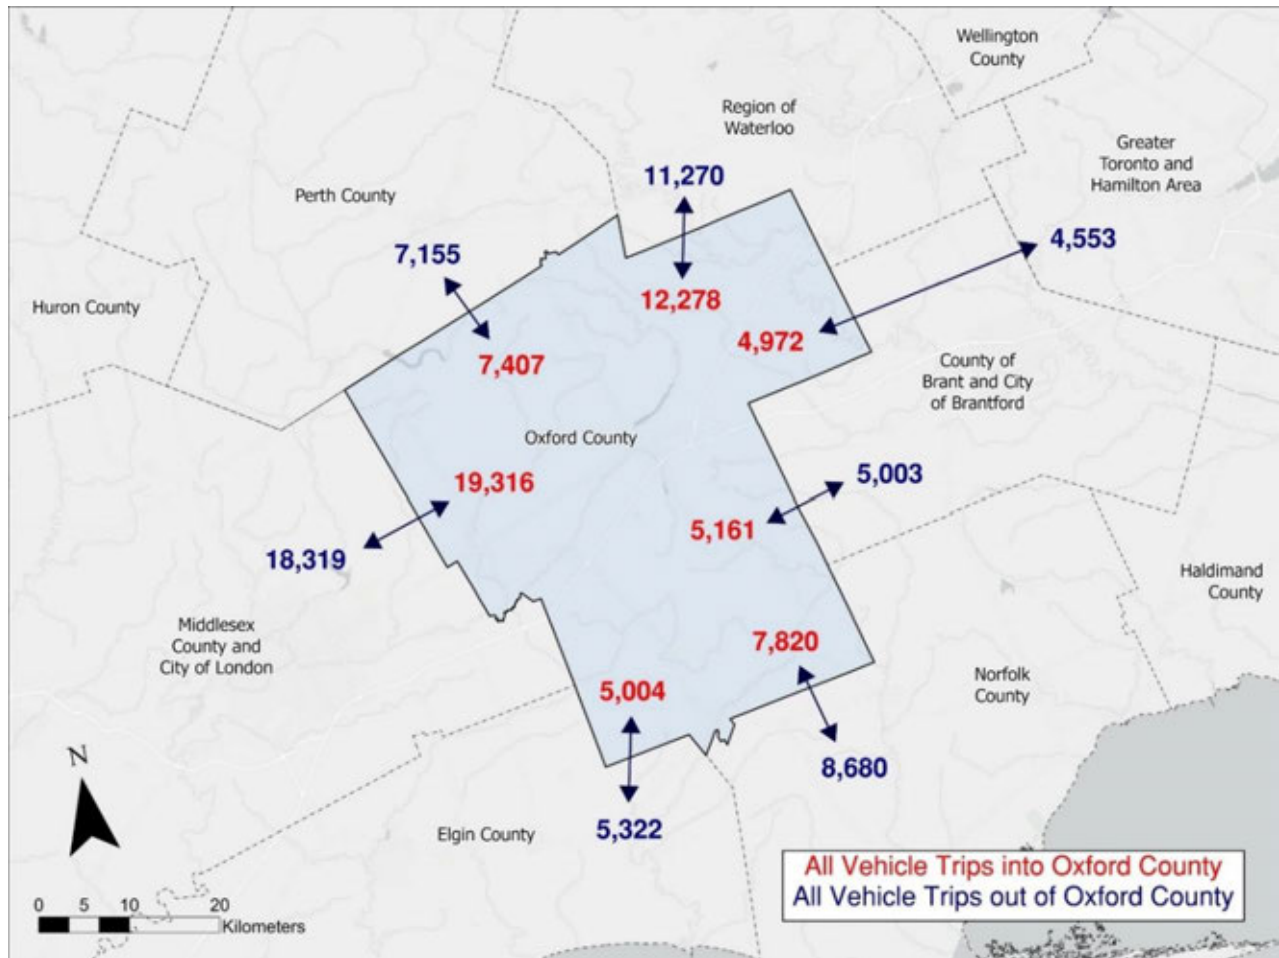 Wellington
County
Region of
Waterloo
Greater
Toronto and
Hamilton Area
Perth County
11,270
7,155
4,553
Huron County
12,278
4,972
7,407
County of
Brant and City
of Brantford
Oxford County
19,316
5,003
5,161
18,319
Haldimand
County
Middlesex
County and
City of London
7,820
Norfolk
County
5,004
N
8,680
Elgin County
5,322
All Vehicle Trips into Oxford County
All Vehicle Trips out of Oxford County
0 5 10 20
Kilometers